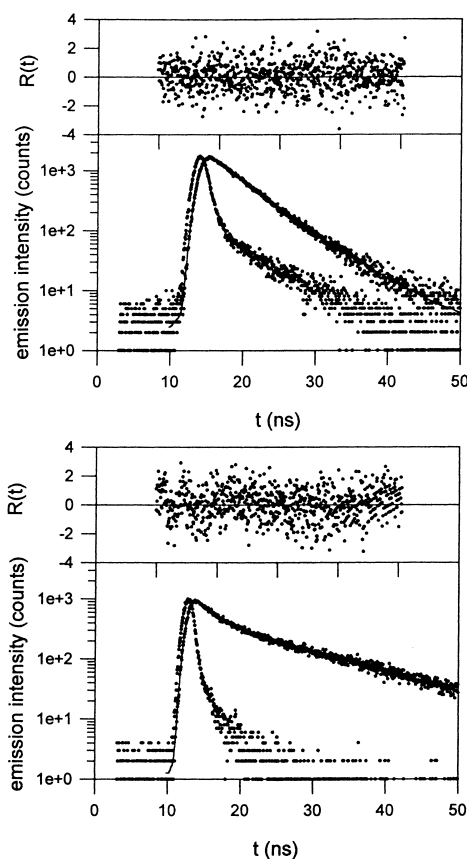 4
2
0
-2
-4
R(t)
1e+3
1e+2
1e+1
1e+0
emission intensity (counts)
0 10 20 30 40 50
t (ns)
4
2
0
-2
-4
R(t)
1e+3
1e+2
1e+1
1e+0
emission intensity (counts)
0 10 20 30 40 50
t (ns)